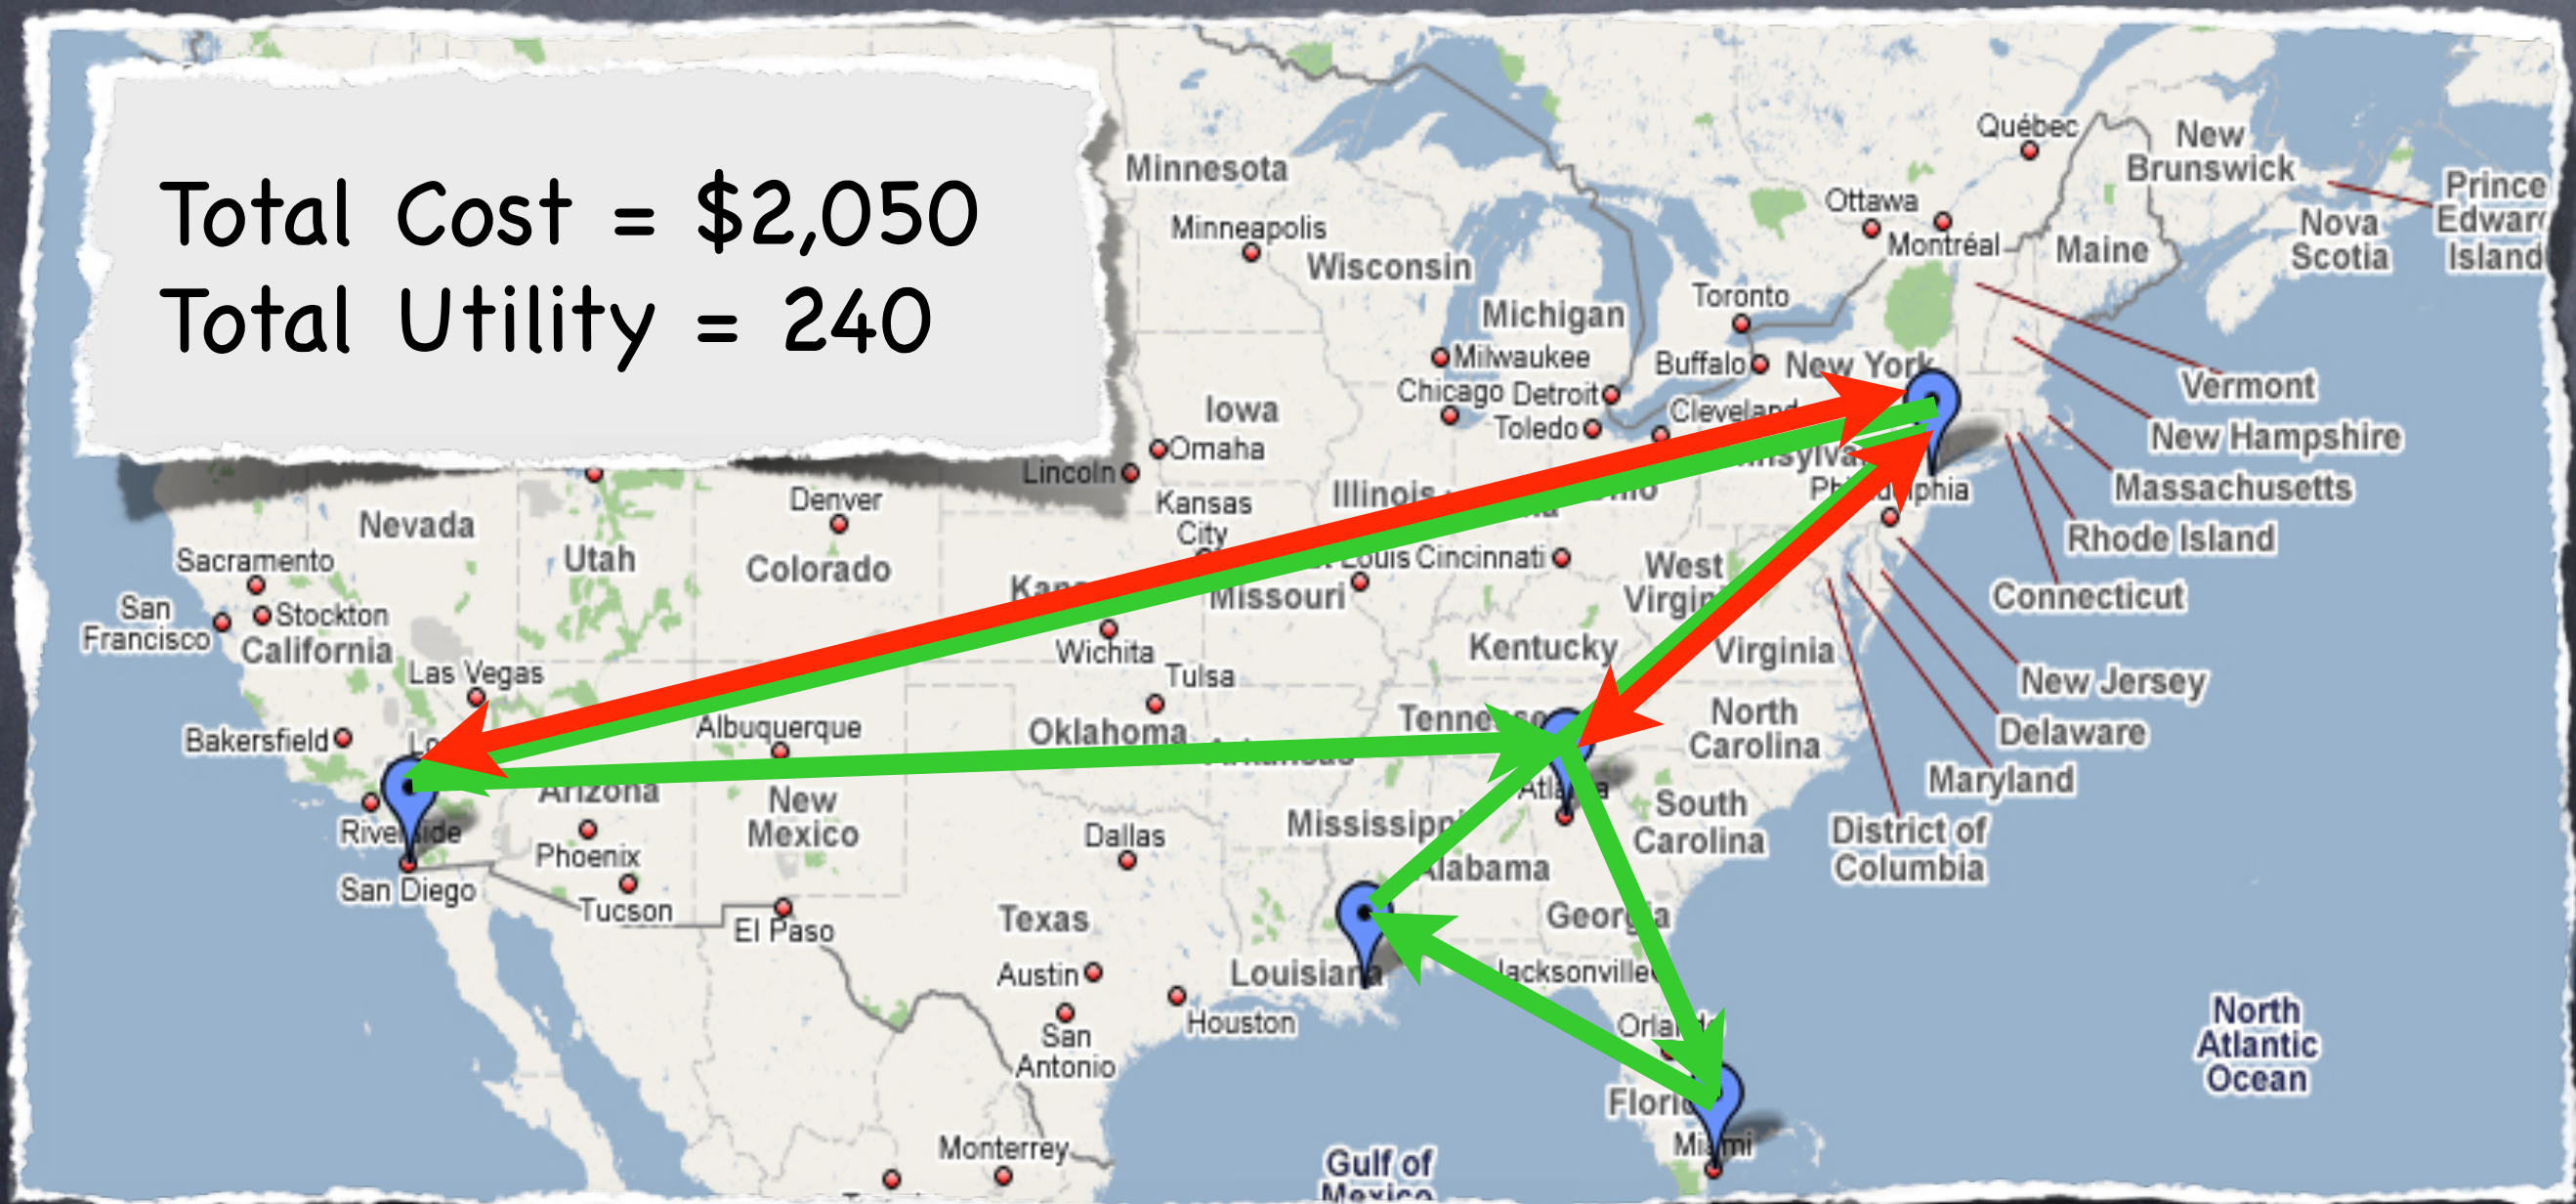 Total Cost = $2,050
Total Utility = 240
Québec
New
Brunswick
Prince
Edward
Island
Minnesota
Ottawa
Montréal
Maine
Nova
Scotia
Minneapolis
Wisconsin
Michigan
Toronto
Milwaukee
Buffalo
New York
Vermont
Chicago
Detroit
Iowa
Cleveland
Toledo
New Hampshire
Omaha
Lincoln
Massachusetts
Illinois
Denver
Kansas
City
Nevada
Rhode Island
Utah
Colorado
Sacramento
Cincinnati
West
Connecticut
Missouri
San
Francisco
Stockton
California
Wichita
Kentucky
Virginia
Las Vegas
Tulsa
New Jersey
North
Carolina
Bakersfield
Albuquerque
Oklahoma
Delaware
Maryland
Arizona
New
Mexico
South
Carolina
Mississippi
Riverside
Dallas
District of
Columbia
Phoenix
Alabama
San Diego
Tucson
El Paso
Texas
Georgia
Austin
Louisiana
Jacksonville
Houston
San
Antonio
North
Atlantic
Ocean
Miami
Monterrey
Gulf of
Mexico